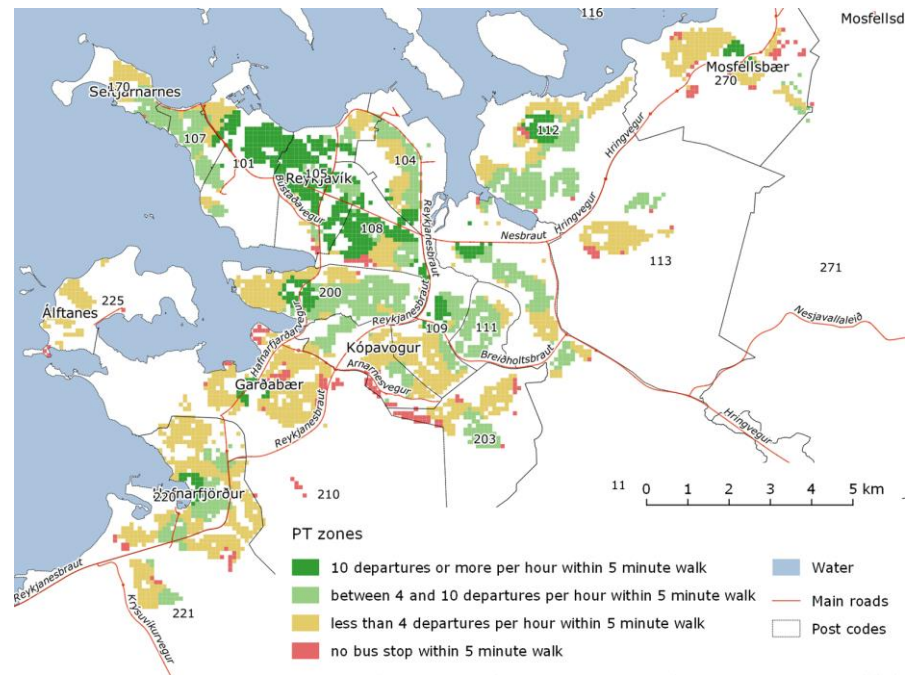 116
Mosfellsd
Mosfellsbær
270
170
Seltjarnarnes
107
112
104
101
105
Reykjavík
Bústaðavegur
Hringvegur
108
Reykjanesbraut
Nesbraut
Hringvegur
113
271
225
Álftanes
200
Nesjavallaleið
Reykjanesbraut
109
111
Hafnarfjarðarvegur
Kópavogur
Breiðholtsbraut
Garðabær
Arnarnesvegur
Reykjanesbraut
Hringvegur
203
Hafnarfjörður
220
210
11
0 1 2 3 4 5 km
PT zones
10 departures or more per hour within 5 minute walk
between 4 and 10 departures per hour within 5 minute walk
less than 4 departures per hour within 5 minute walk
no bus stop within 5 minute walk
Water
Main roads
Post codes
Reykjanesbraut
221
Krýsuvíkurvegur